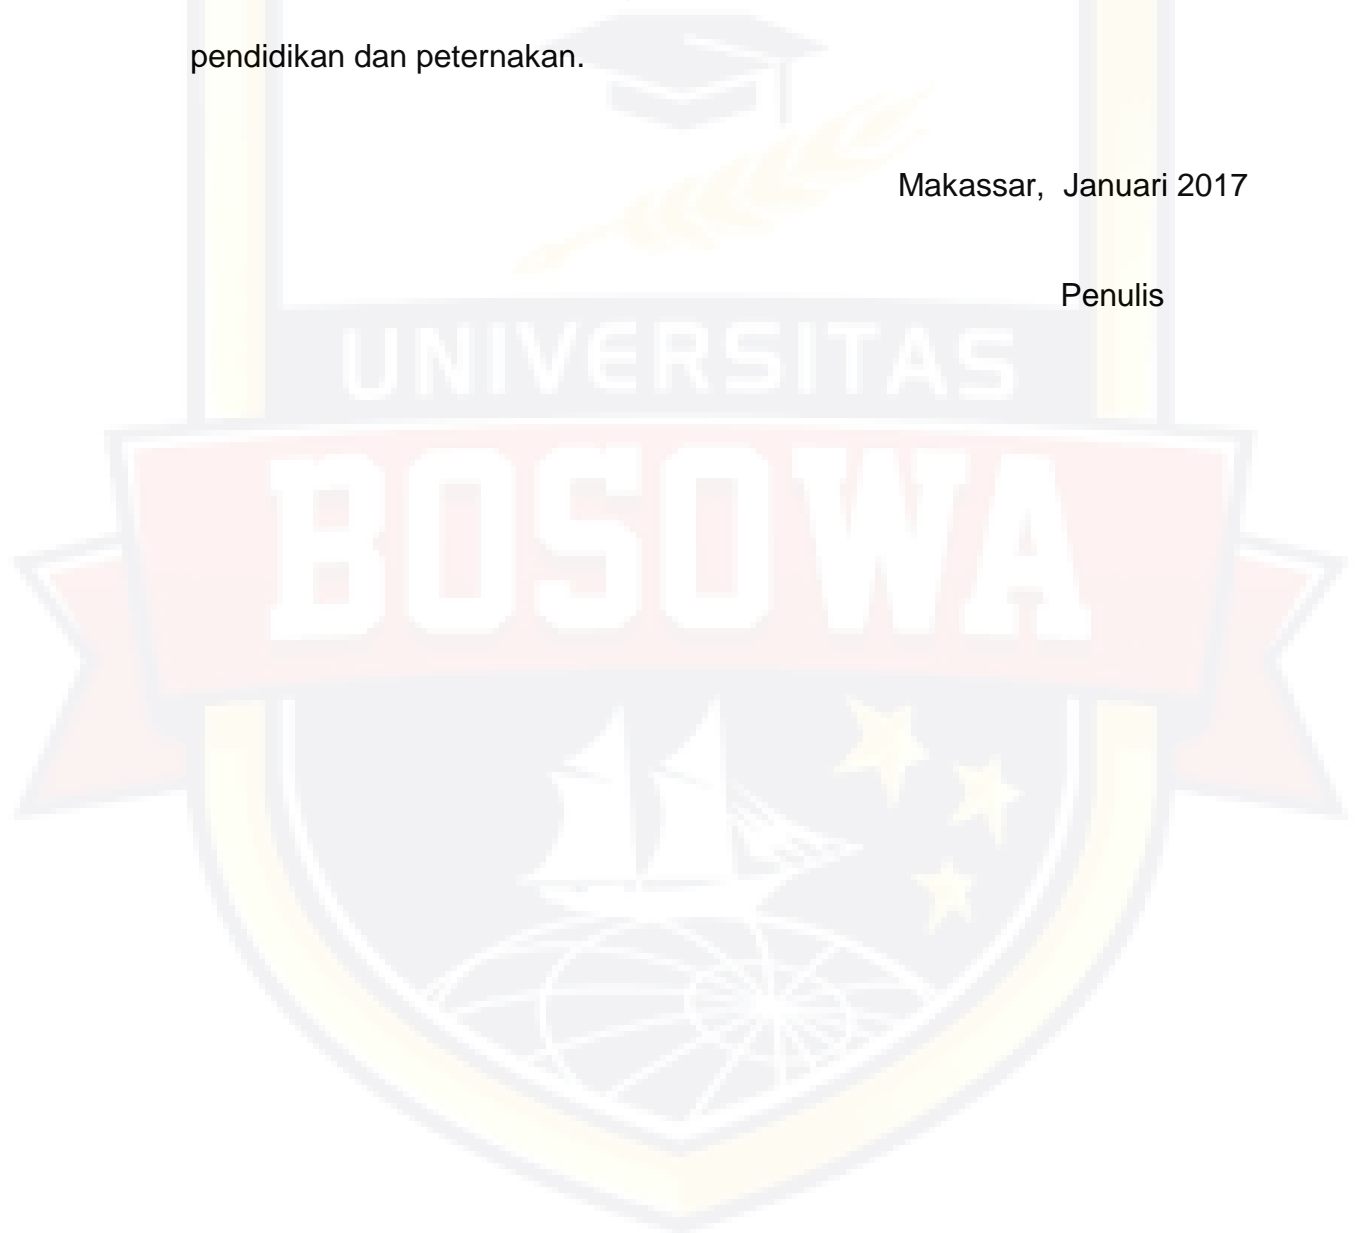 pendidikan dan peternakan.
Makassar,  Januari 2017
Penulis
UNIVERSITAS
BOSOWA